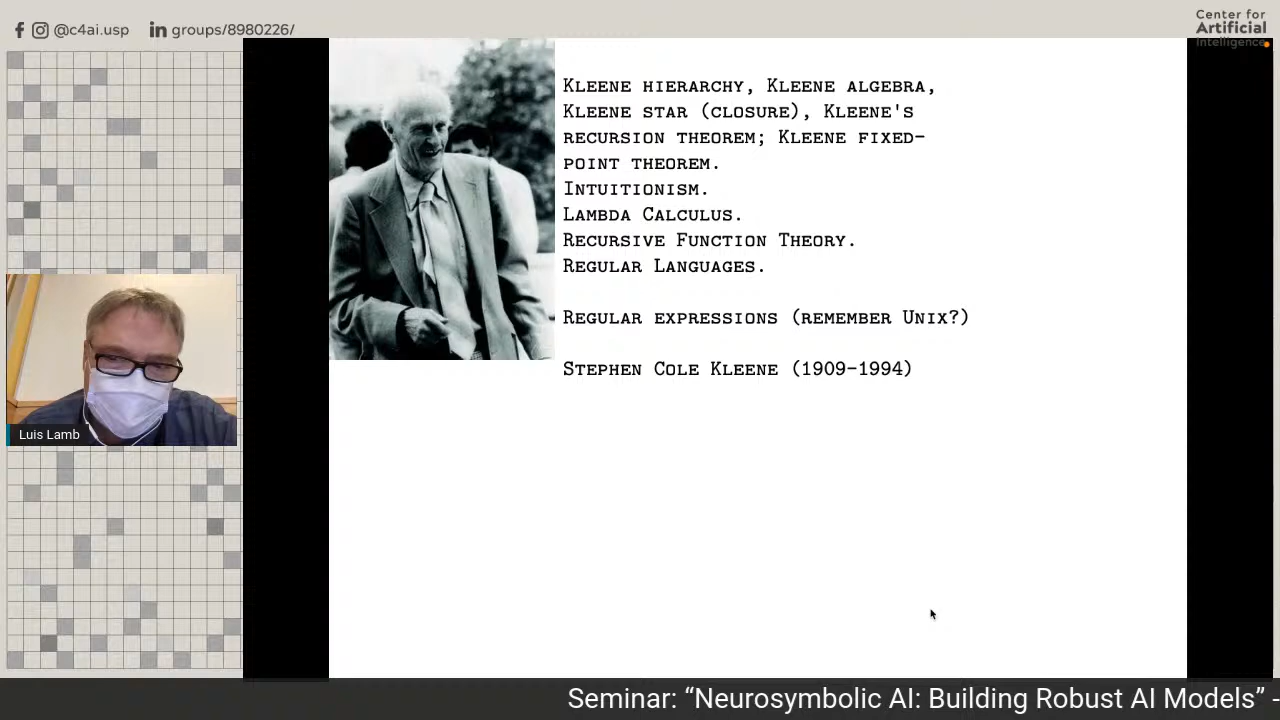 @c4ai.usp in groups/8980226/
Center for
Artificial
Intelligence
KLEENE HIERARCHY, KLEENE ALGEBRA,
KLEENE STAR (CLOSURE), KLEENE'S
RECURSION THEOREM; KLEENE FIXED-
POINT THEOREM.
INTUITIONISM.
LAMBDA CALCULUS.
RECURSIVE FUNCTION THEORY.
REGULAR LANGUAGES.
REGULAR EXPRESSIONS (REMEMBER UNIX?)
STEPHEN COLE KLEENE (1909-1994)
Luis Lamb
Seminar: “Neurosymbolic AI: Building Robust AI Models” -